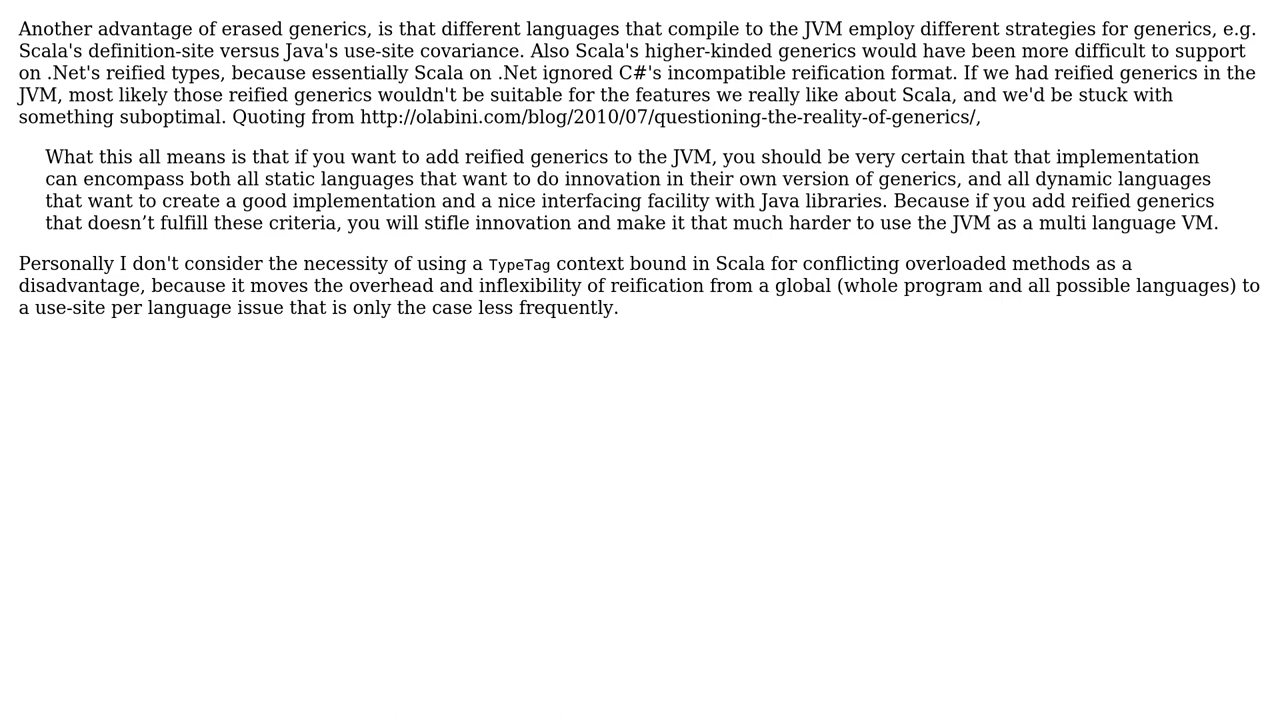 Another advantage of erased generics, is that different languages that compile to the JVM employ different strategies for generics, e.g.
Scala's definition-site versus Java's use-site covariance. Also Scala's higher-kinded generics would have been more difficult to support
on .Net's reified types, because essentially Scala on .Net ignored C#'s incompatible reification format. If we had reified generics in the
JVM, most likely those reified generics wouldn't be suitable for the features we really like about Scala, and we'd be stuck with
something suboptimal. Quoting from http://olabini.com/blog/2010/07/questioning-the-reality-of-generics/,
What this all means is that if you want to add reified generics to the JVM, you should be very certain that that implementation
can encompass both all static languages that want to do innovation in their own version of generics, and all dynamic languages
that want to create a good implementation and a nice interfacing facility with Java libraries. Because if you add reified generics
that doesn’t fulfill these criteria, you will stifle innovation and make it that much harder to use the JVM as a multi language VM.
Personally I don't consider the necessity of using a TypeTag context bound in Scala for conflicting overloaded methods as a
disadvantage, because it moves the overhead and inflexibility of reification from a global (whole program and all possible languages) to
a use-site per language issue that is only the case less frequently.